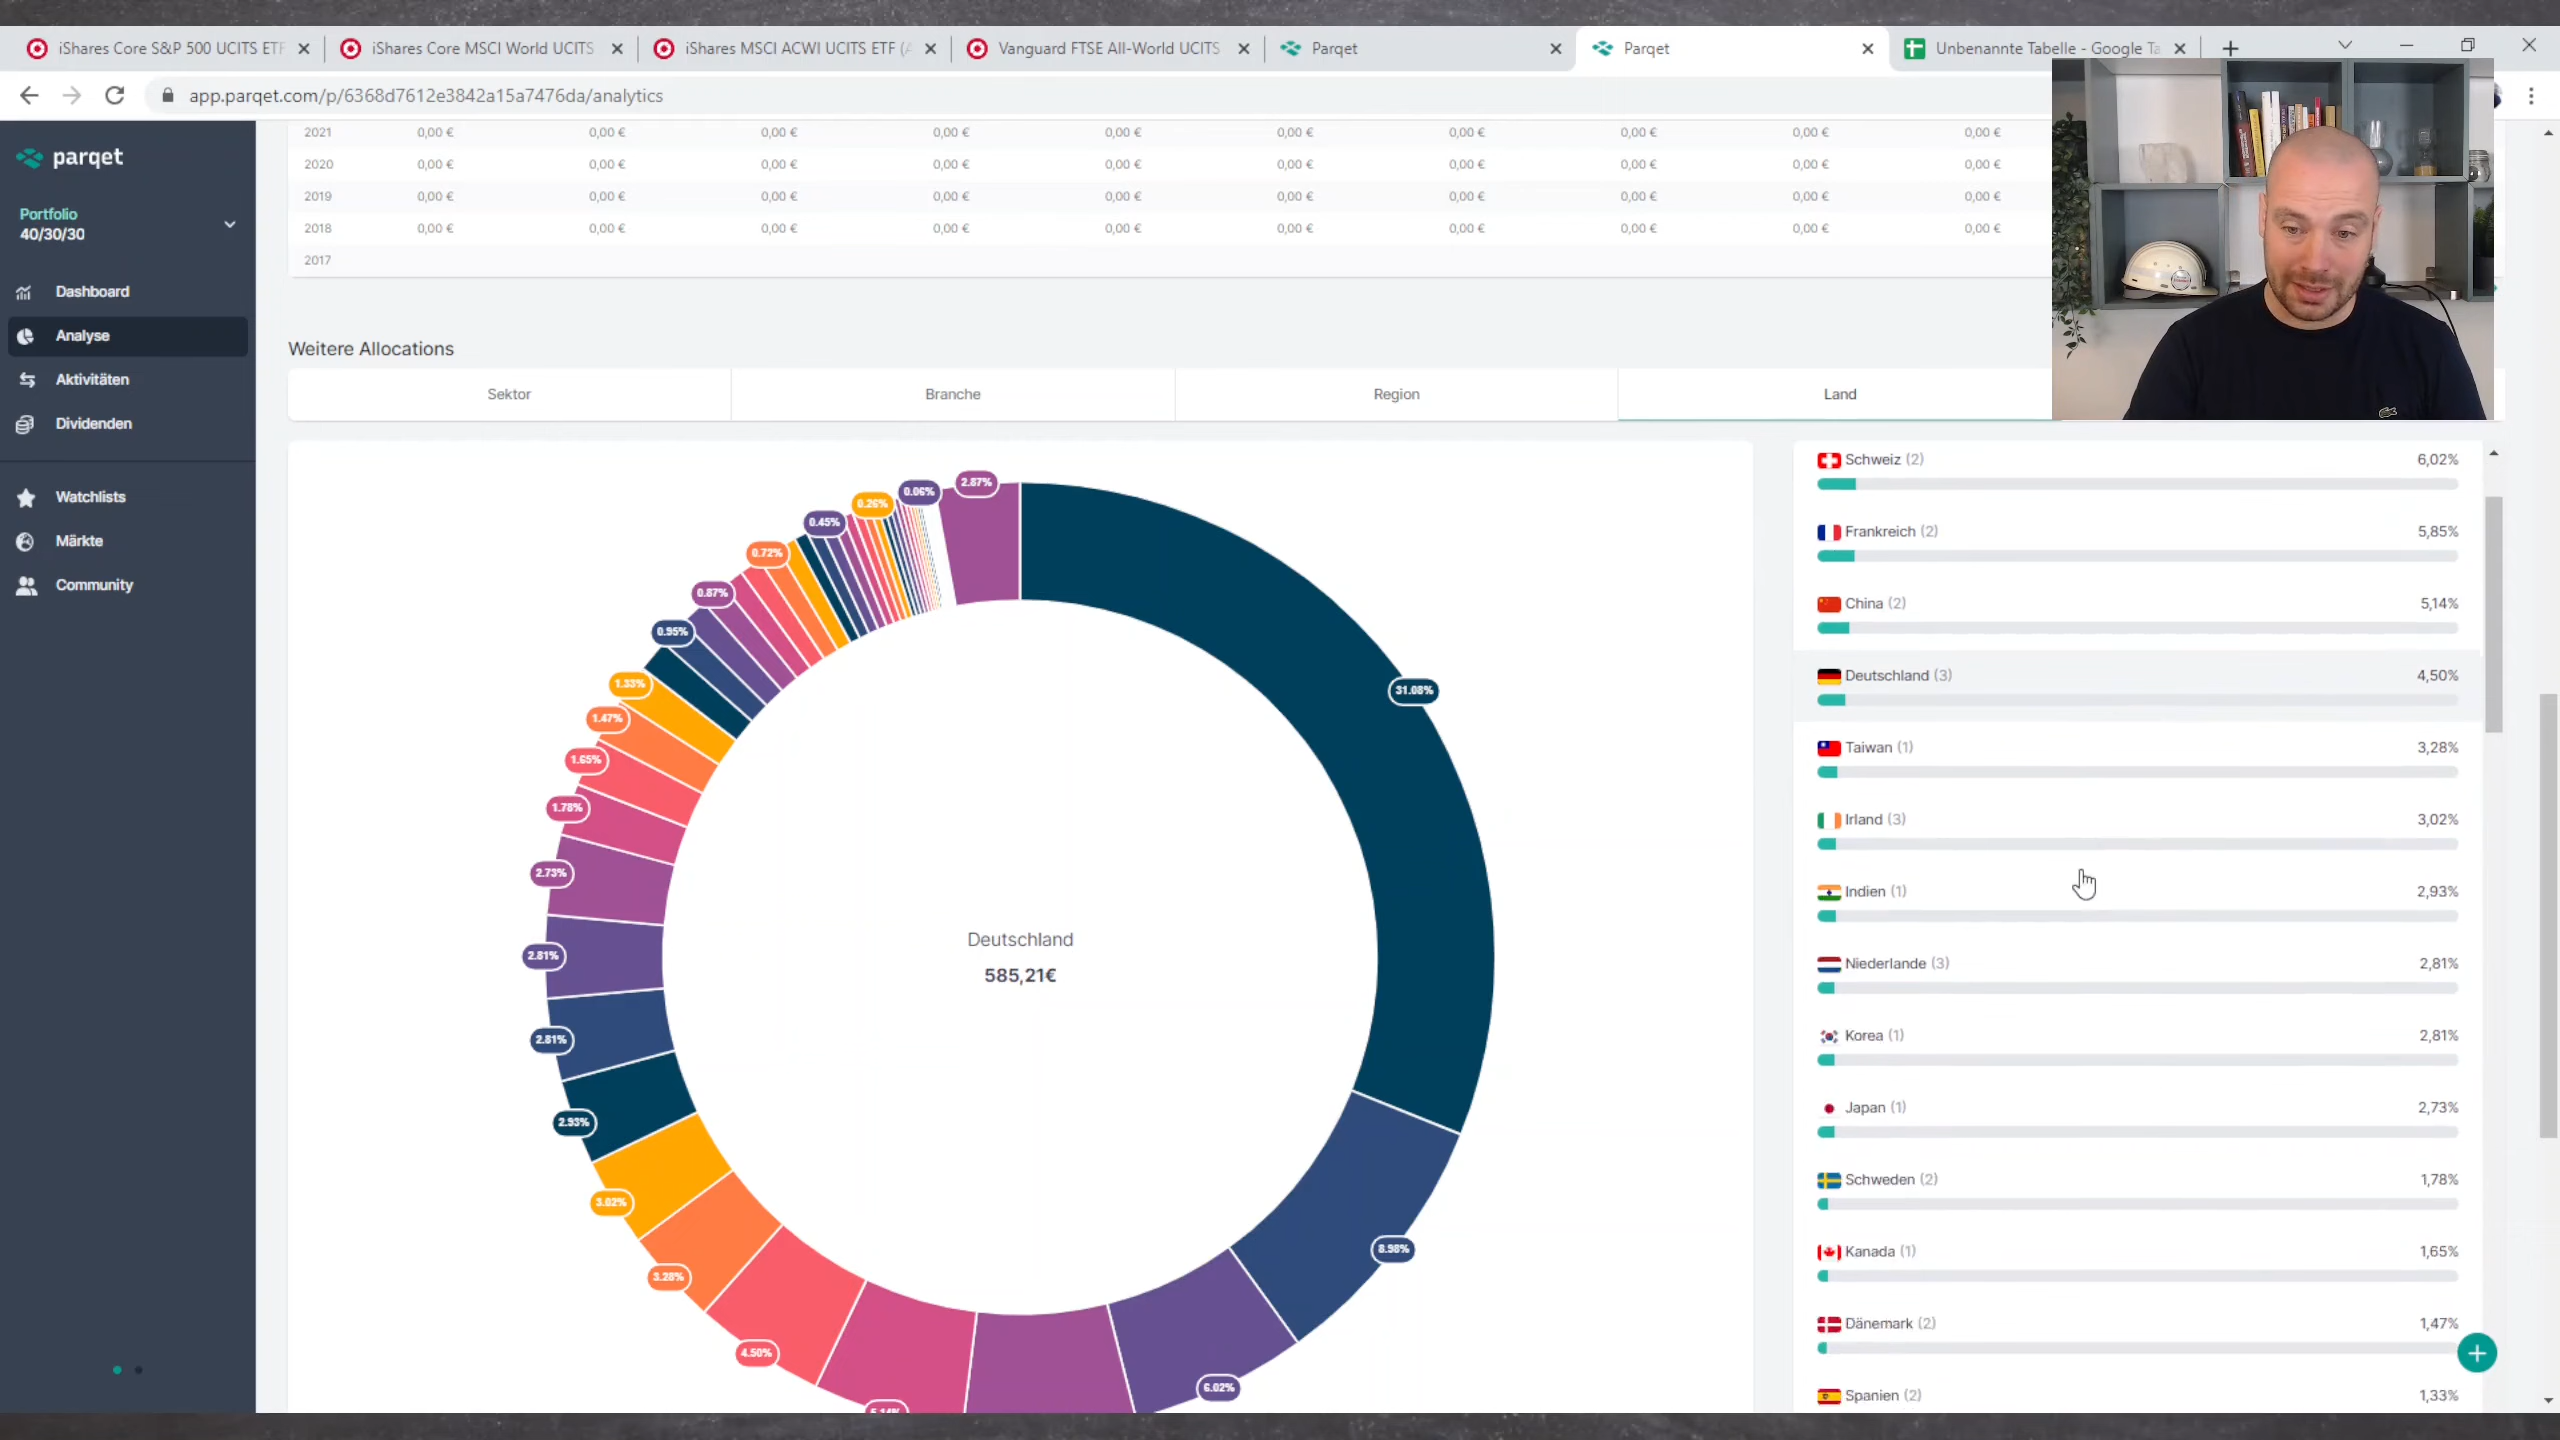 iShares Core S&P 500 UCITS ETF
iShares Core MSCI World UCITS
iShares MSCI ACWI UCITS ETF (A
Vanguard FTSE All-World UCITS
Parqet
Parqet
Unbenannte Tabelle - Google Ta
app.parqet.com/p/6368d7612e3842a15a7476da/analytics
parqet
Portfolio
40/30/30
Dashboard
Analyse
Aktivitäten
Dividenden
Watchlists
Märkte
Community
2021 0,00 € 0,00 € 0,00 € 0,00 € 0,00 € 0,00 € 0,00 € 0,00 € 0,00 € 0,00 €
2020 0,00 € 0,00 € 0,00 € 0,00 € 0,00 € 0,00 € 0,00 € 0,00 € 0,00 € 0,00 €
2019 0,00 € 0,00 € 0,00 € 0,00 € 0,00 € 0,00 € 0,00 € 0,00 € 0,00 € 0,00 €
2018 0,00 € 0,00 € 0,00 € 0,00 € 0,00 € 0,00 € 0,00 € 0,00 € 0,00 € 0,00 €
2017
Weitere Allocations
Sektor Branche Region Land
2.87%
0.06%
0.26%
0.45%
0.72%
0.87%
0.95%
1.33%
1.47%
1.65%
1.78%
2.73%
2.81%
2.81%
2.93%
3.02%
3.28%
4.50%
5.14%
6.02%
8.98%
31.08%
Deutschland
585,21€
Schweiz (2) 6,02%
Frankreich (2) 5,85%
China (2) 5,14%
Deutschland (3) 4,50%
Taiwan (1) 3,28%
Irland (3) 3,02%
Indien (1) 2,93%
Niederlande (3) 2,81%
Korea (1) 2,81%
Japan (1) 2,73%
Schweden (2) 1,78%
Kanada (1) 1,65%
Dänemark (2) 1,47%
Spanien (2) 1,33%